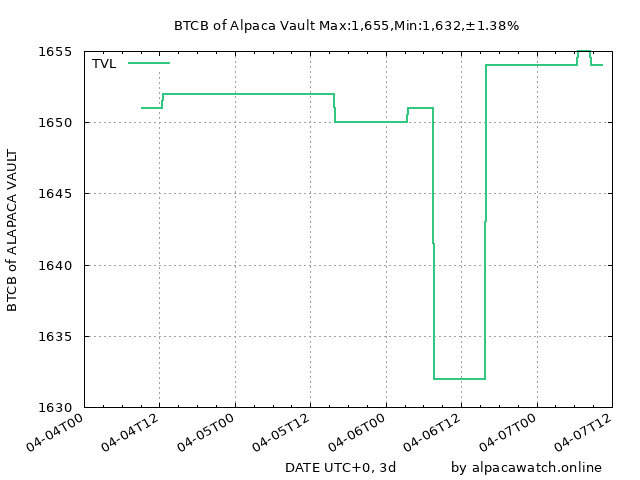 BTCB of Alpaca Vault Max:1,655,Min:1,632,±1.38%
TVL
1655
1650
1645
1640
1635
1630
BTCB of ALAPACA VAULT
04-04T00
04-04T12
04-05T00
04-05T12
04-06T00
04-06T12
04-07T00
04-07T12
DATE UTC+0, 3d
by alpacawatch.online